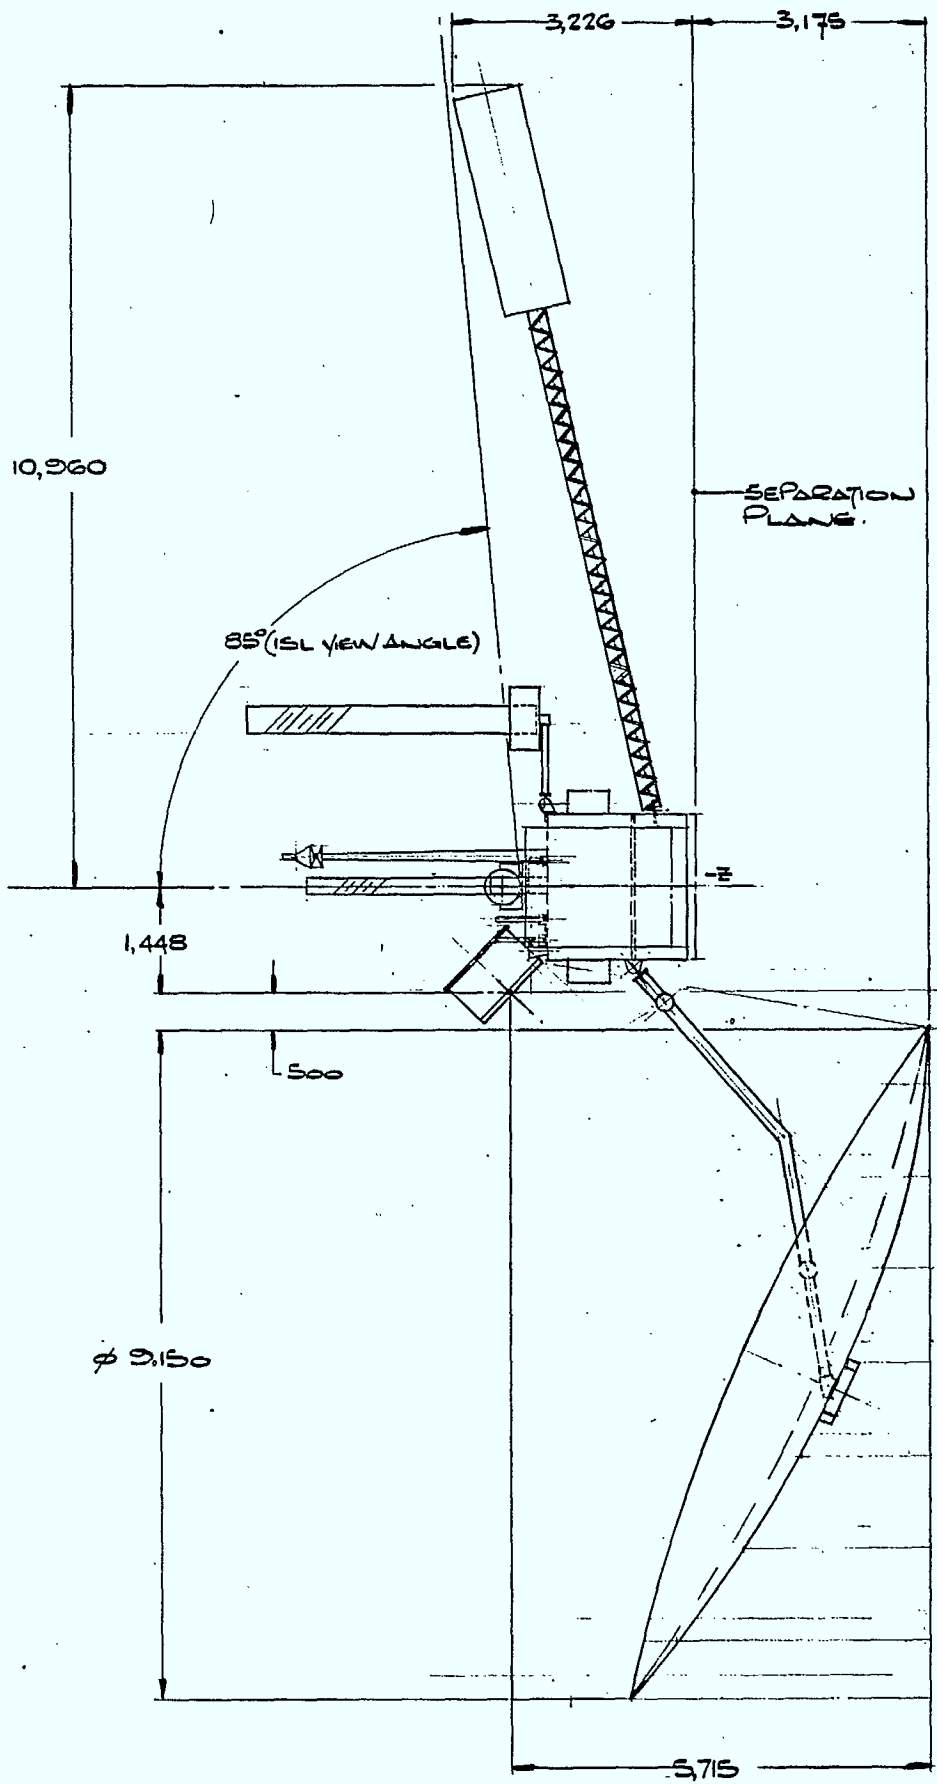 3,226
3,175
10,960
SEPARATION
PLANE.
85°(ISL VIEW ANGLE)
-Z
1,448
500
φ 9.150
5,715